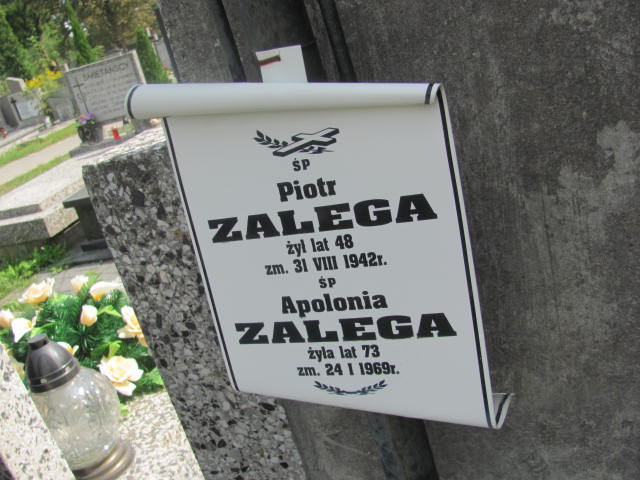 ŚP
Piotr
ZALEGA
żył lat 48
zm. 31 VIII 1942r.
ŚP
Apolonia
ZALEGA
żyła lat 73
zm. 24 I 1969r.